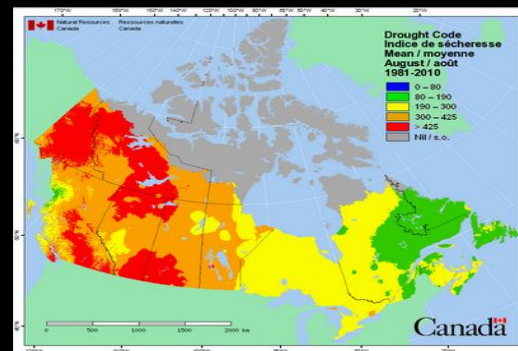 Natural Resources Canada
Ressources naturelles Canada
Drought Code
Indice de sécheresse
Mean / moyenne
August / août
1981-2010
0 – 80
80 – 190
190 – 300
300 – 425
> 425
Nil / s.o.
0 500 1000 1500 2000 km
Canada